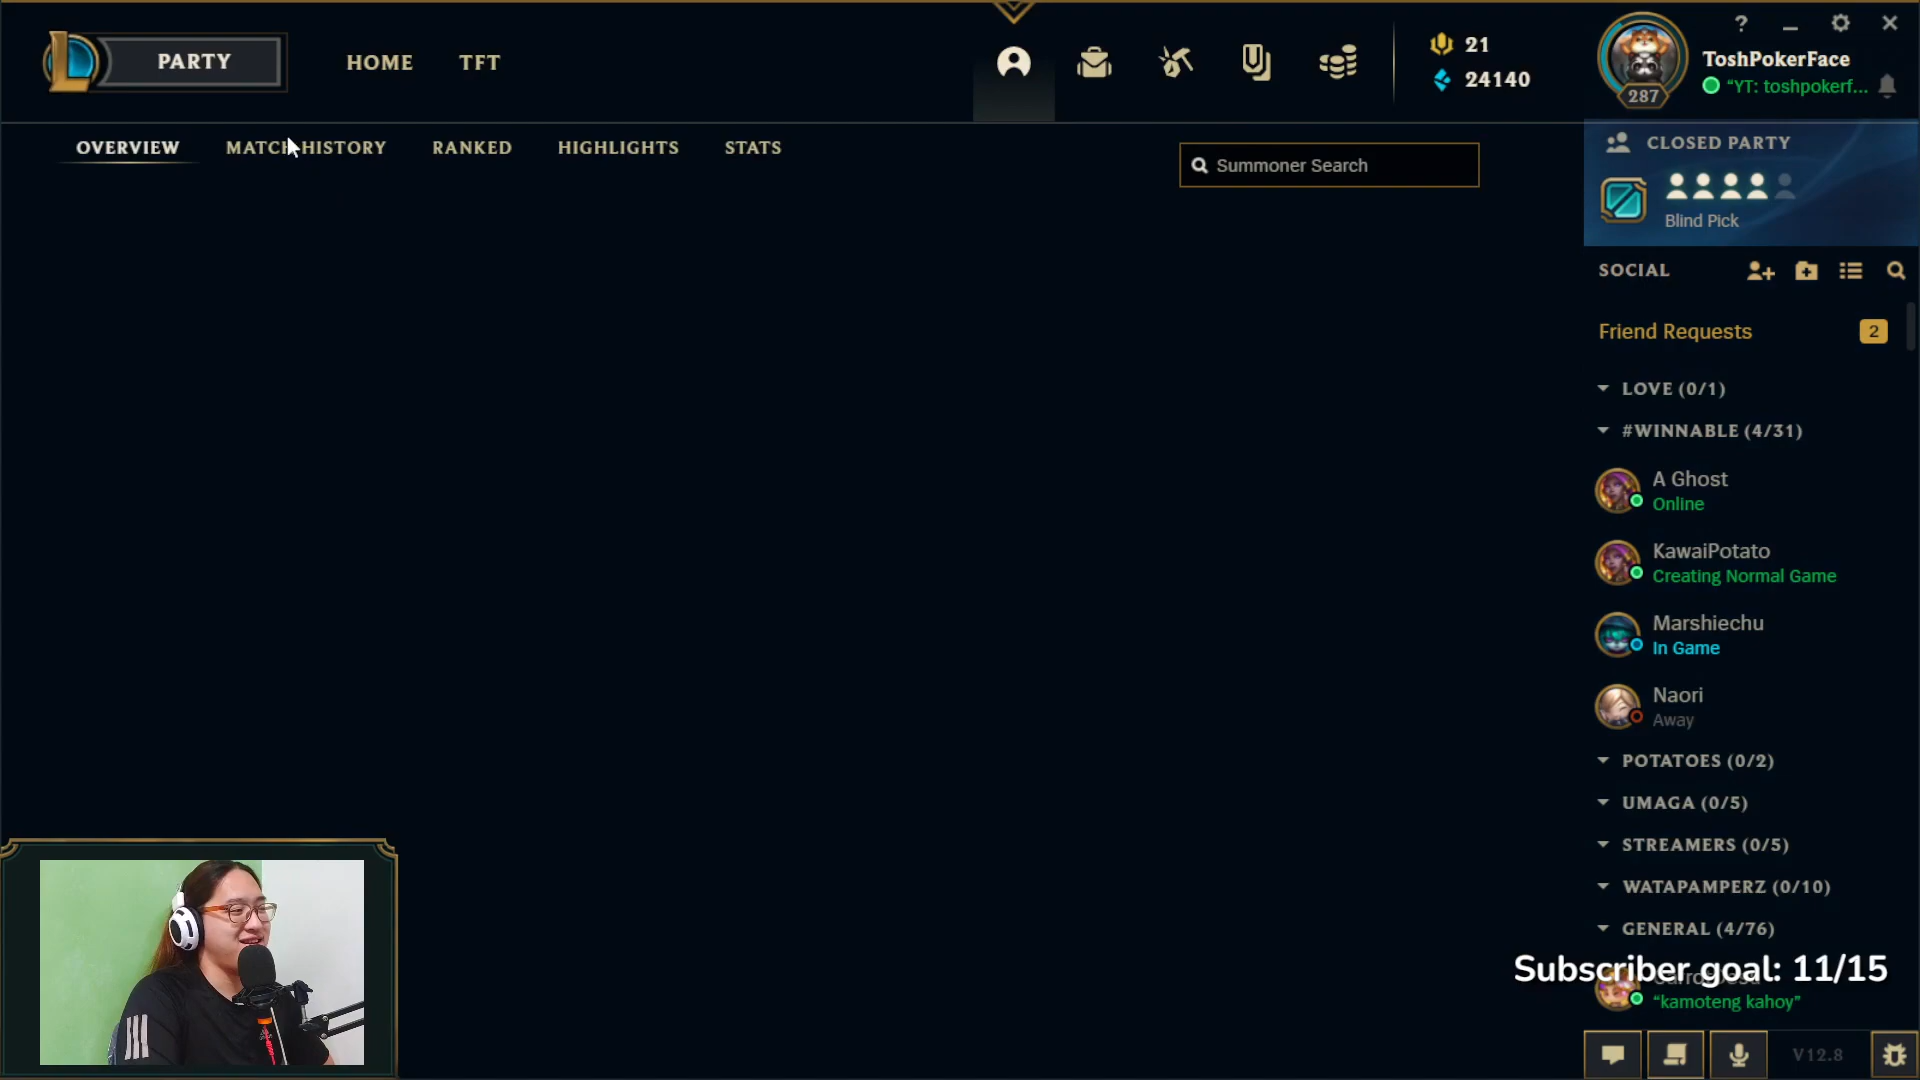 PARTY
HOME
TFT
21
24140
287
?
ToshPokerFace
“YT: toshpokerf...
OVERVIEW
MATCH HISTORY
RANKED
HIGHLIGHTS
STATS
Summoner Search
CLOSED PARTY
Blind Pick
SOCIAL
Friend Requests
2
LOVE (0/1)
#WINNABLE (4/31)
A Ghost
Online
KawaiPotato
Creating Normal Game
Marshiechu
In Game
Naori
Away
POTATOES (0/2)
UMAGA (0/5)
STREAMERS (0/5)
WATAPAMPERZ (0/10)
GENERAL (4/76)
Subscriber goal: 11/15
“kamoteng kahoy”
V12.8